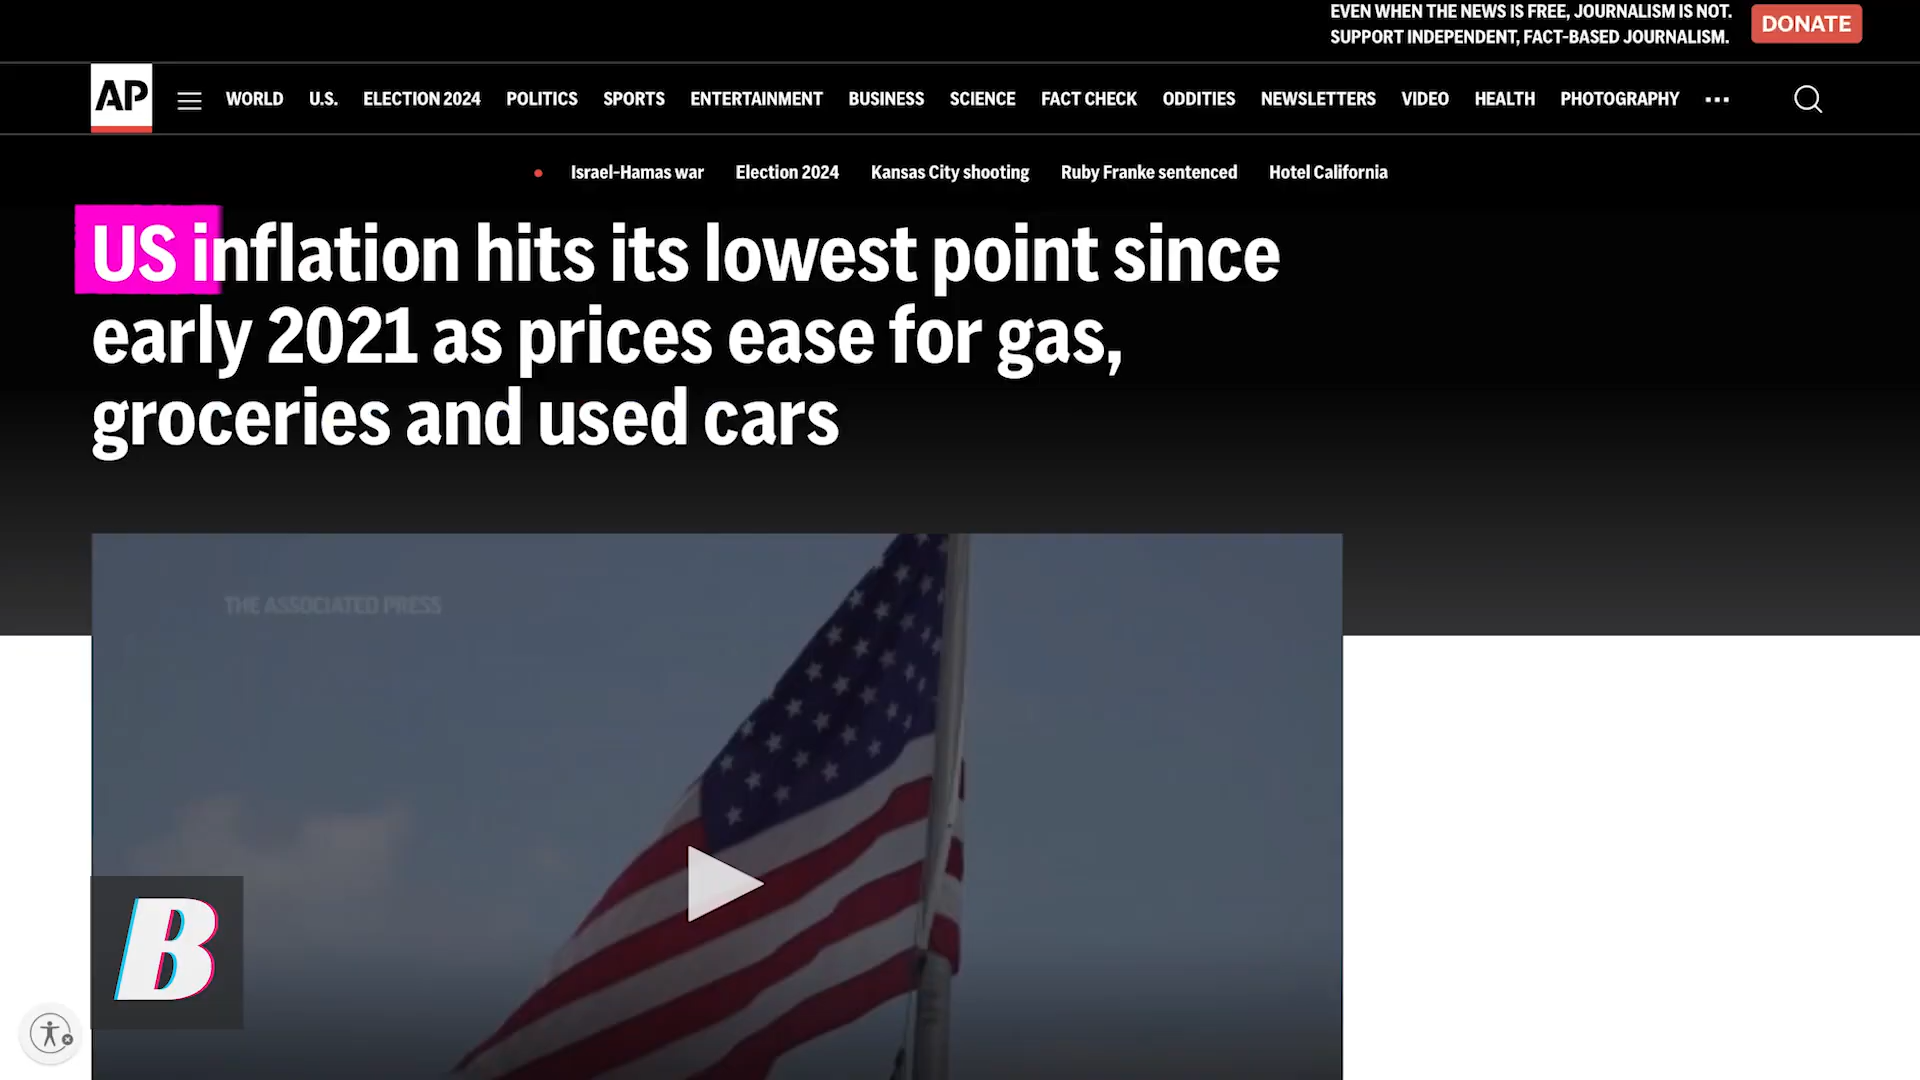 EVEN WHEN THE NEWS IS FREE, JOURNALISM IS NOT.
SUPPORT INDEPENDENT, FACT-BASED JOURNALISM.
DONATE
AP
WORLD U.S. ELECTION 2024 POLITICS SPORTS ENTERTAINMENT BUSINESS SCIENCE FACT CHECK ODDITIES NEWSLETTERS VIDEO HEALTH PHOTOGRAPHY
Israel-Hamas war Election 2024 Kansas City shooting Ruby Franke sentenced Hotel California
US inflation hits its lowest point since
early 2021 as prices ease for gas,
groceries and used cars
THE ASSOCIATED PRESS
B